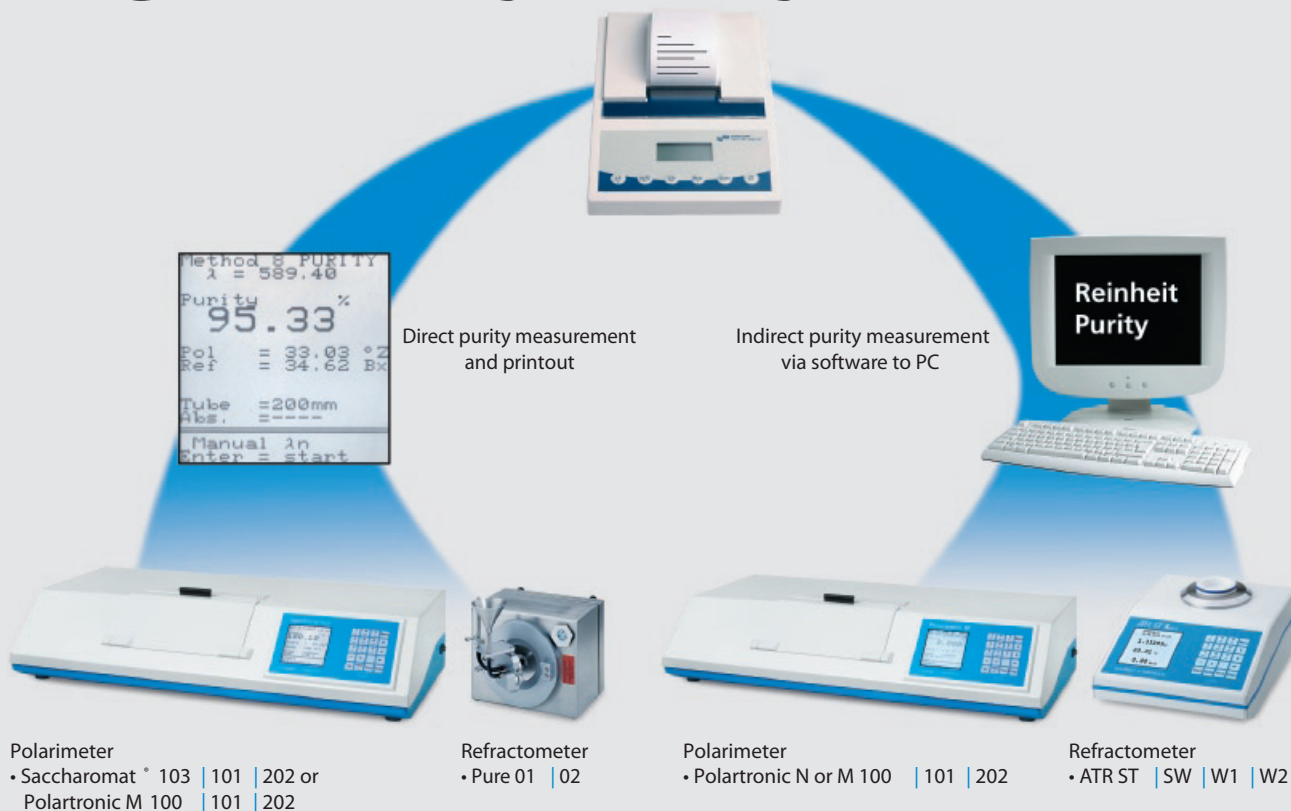 Method 8 PURITY
λ = 589.40
Purity %
95.33
Pol = 33.03 °Z
Ref = 34.62 Bx
Tube =200mm
Abs. =----
Manual λn
Enter = start
Direct purity measurement
and printout
Indirect purity measurement
via software to PC
Reinheit
Purity
Polarimeter
• Saccharomat ° 103 | 101 | 202 or
Polartronic M 100 | 101 | 202
Refractometer
• Pure 01 | 02
Polarimeter
• Polartronic N or M 100 | 101 | 202
Refractometer
• ATR ST | SW | W1 | W2